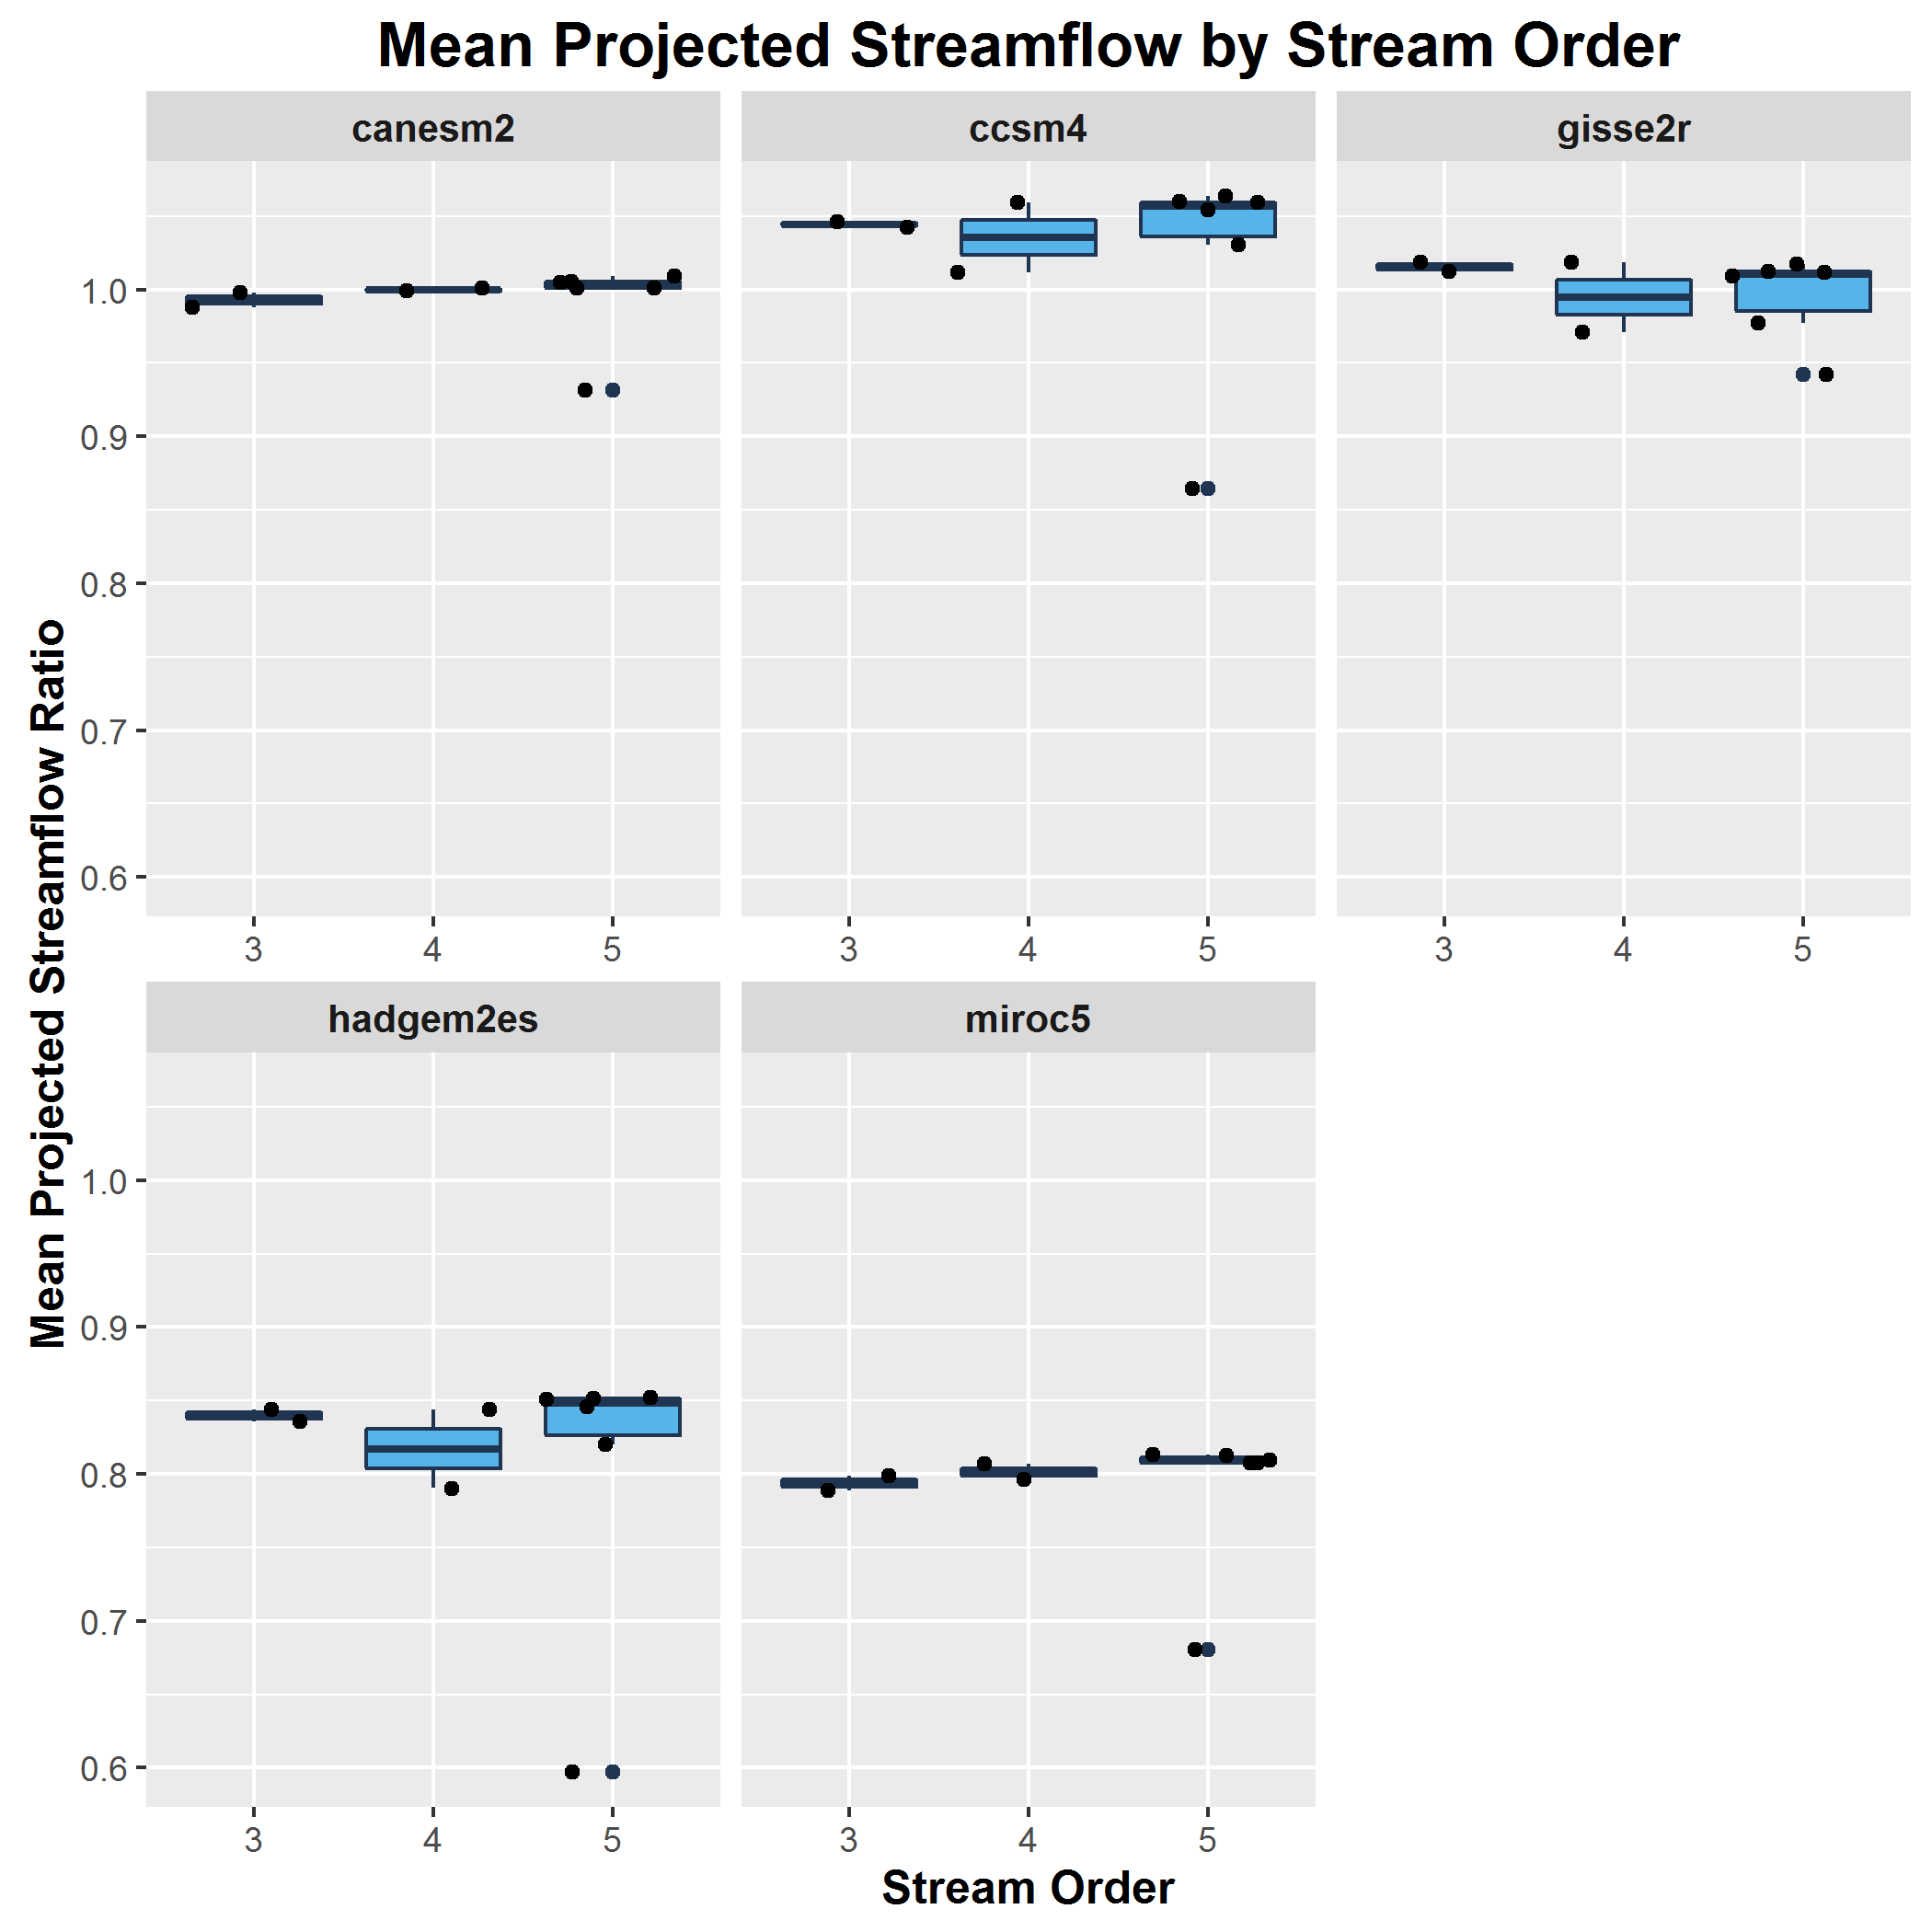 Mean Projected Streamflow by Stream Order
canesm2
ccsm4
gisse2r
1.0
0.9
0.8
0.7
0.6
3 4 5
3 4 5
3 4 5
Mean Projected Streamflow Ratio
hadgem2es
miroc5
1.0
0.9
0.8
0.7
0.6
3 4 5
3 4 5
Stream Order